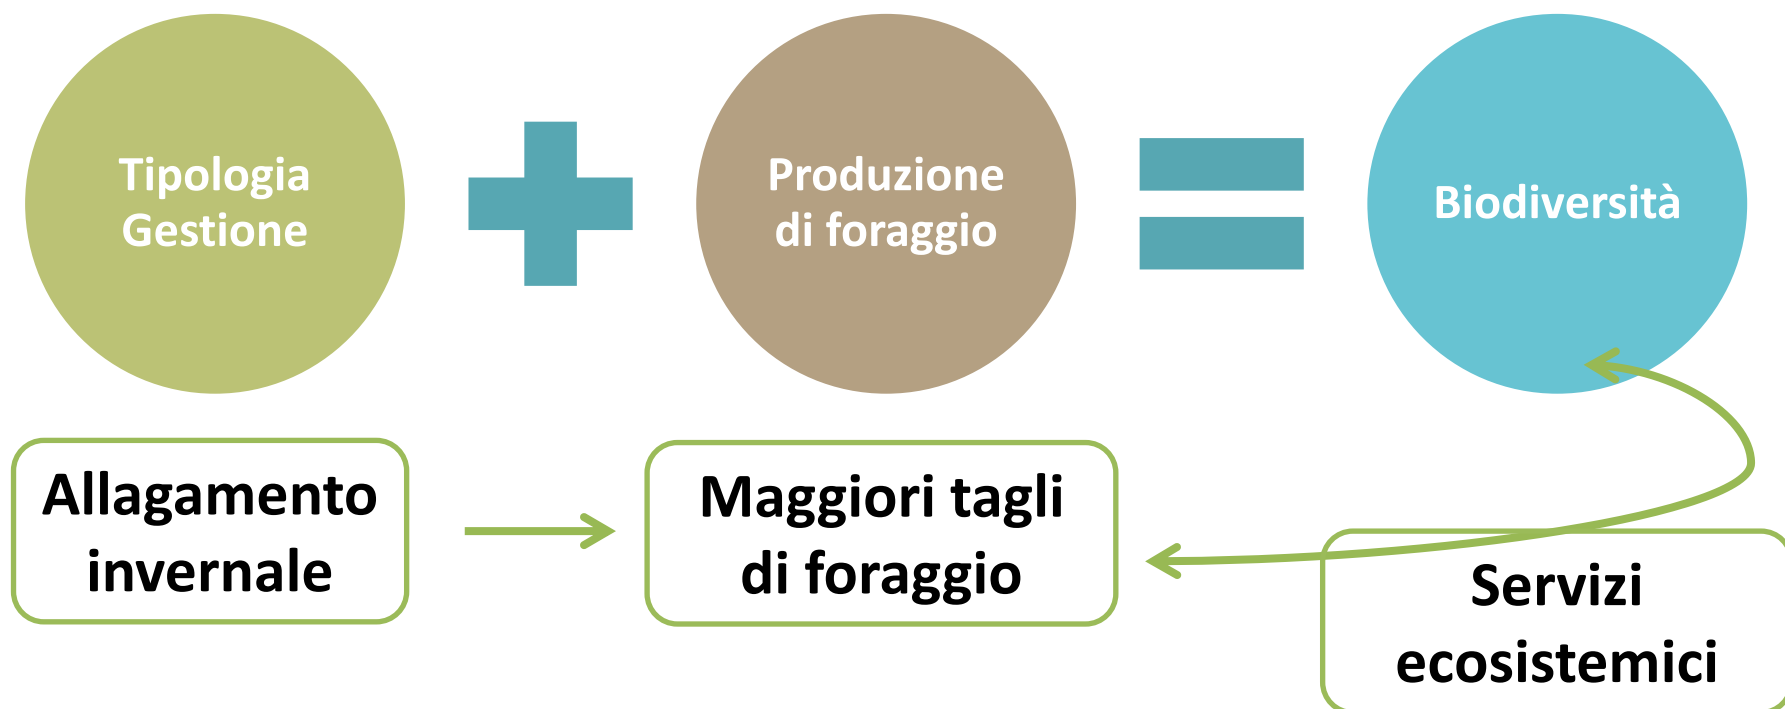 Tipologia
Gestione
Produzione
di foraggio
Biodiversità
Allagamento
invernale
Maggiori tagli
di foraggio
Servizi
ecosistemici